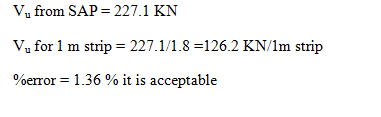 Vu from SAP = 227.1 KN
Vu for 1 m strip = 227.1/1.8 =126.2 KN/1m strip
%error = 1.36 % it is acceptable